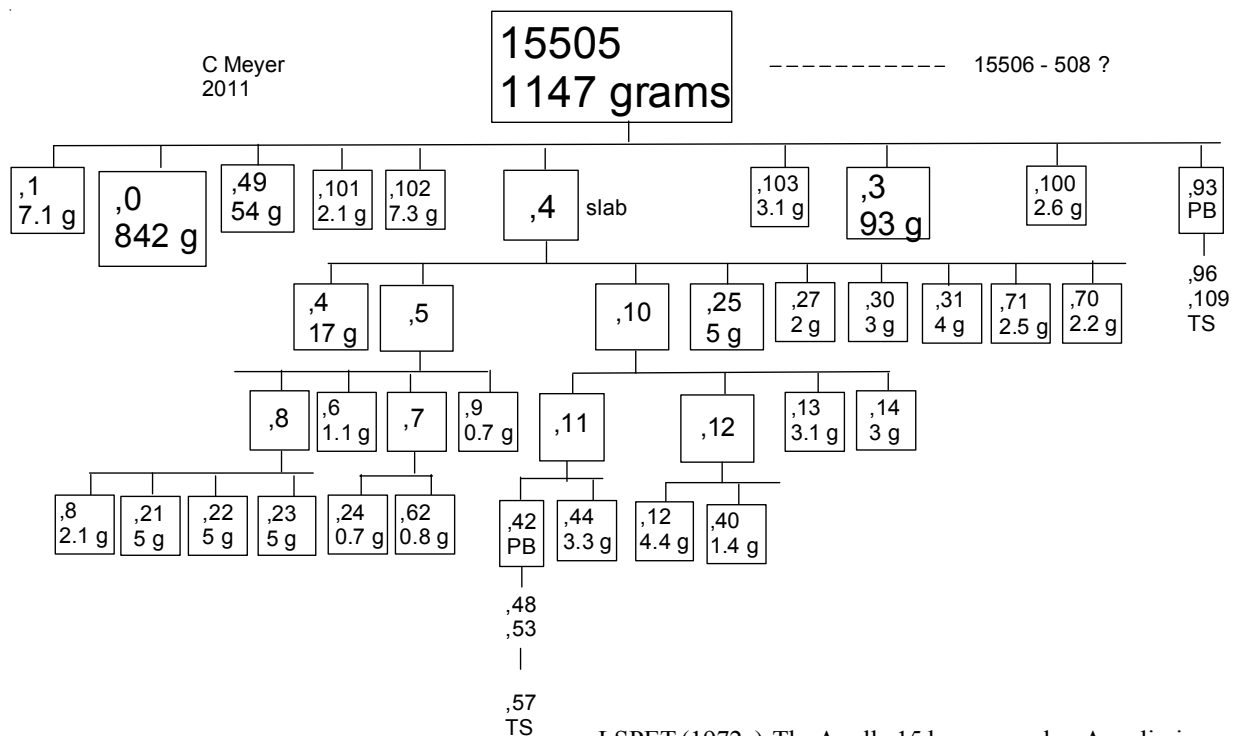 C Meyer
2011
15505
1147 grams
15506 - 508 ?
,1
7.1 g
,0
842 g
,49
54 g
,101
2.1 g
,102
7.3 g
,4
slab
,103
3.1 g
,3
93 g
,100
2.6 g
,93
PB
,96
,109
TS
,4
17 g
,5
,10
,25
5 g
,27
2 g
,30
3 g
,31
4 g
,71
2.5 g
,70
2.2 g
,8
,6
1.1 g
,7
,9
0.7 g
,11
,12
,13
3.1 g
,14
3 g
,8
2.1 g
,21
5 g
,22
5 g
,23
5 g
,24
0.7 g
,62
0.8 g
,42
PB
,44
3.3 g
,12
4.4 g
,40
1.4 g
,48
,53
,57
TS